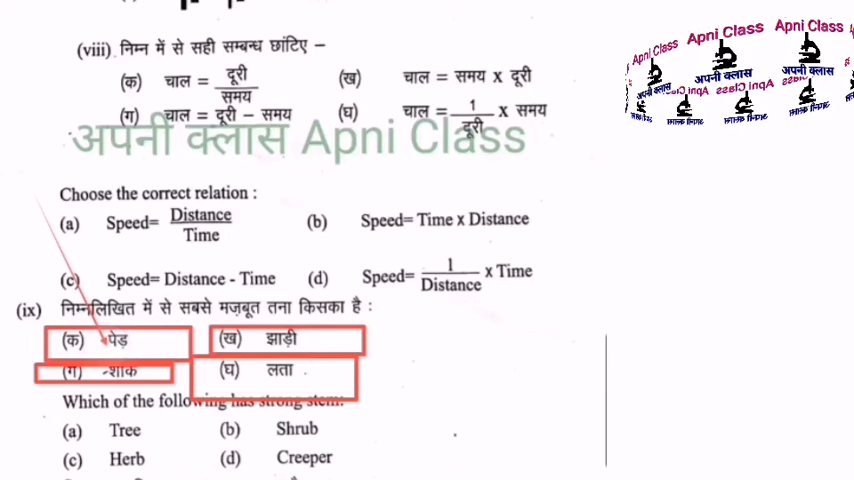 (viii) निम्न में से सही सम्बन्ध छांटिए –
(क) चाल = दूरी / समय (ख) चाल = समय x दूरी
(ग) चाल = दूरी – समय (घ) चाल = 1 / दूरी x समय
अपनी क्लास Apni Class
Choose the correct relation :
(a) Speed= Distance / Time (b) Speed= Time x Distance
(c) Speed= Distance - Time (d) Speed= 1 / Distance x Time
(ix) निम्नलिखित में से सबसे मज़बूत तना किसका है :
(क) पेड़ (ख) झाड़ी
(ग) शाक (घ) लता
Which of the following has strong stem:
(a) Tree (b) Shrub
(c) Herb (d) Creeper
Apni Class Apni Class Apni Class
अपनी क्लास अपनी क्लास अपनी क्लास